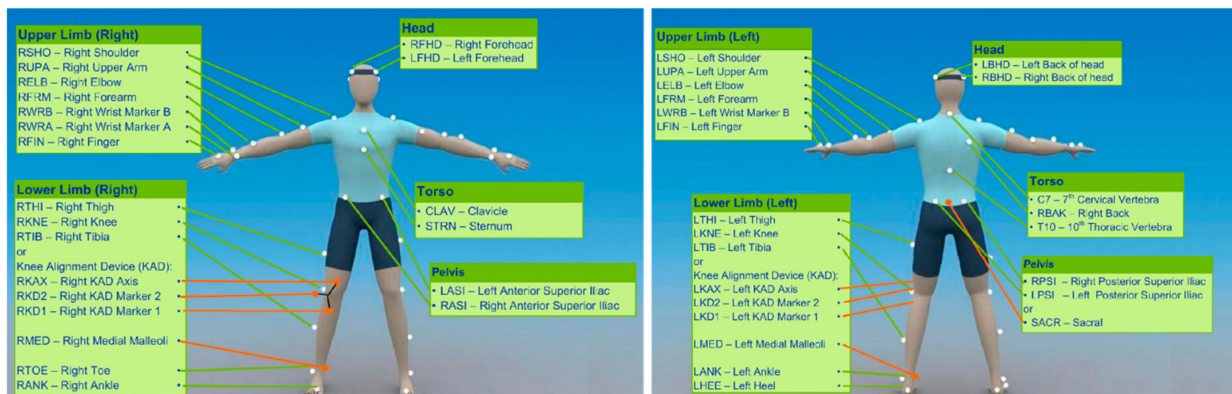 Upper Limb (Right)
RSHO – Right Shoulder
RUPA – Right Upper Arm
RELB – Right Elbow
RFRM – Right Forearm
RWRB – Right Wrist Marker B
RWRA – Right Wrist Marker A
RFIN – Right Finger
Head
• RFHD – Right Forehead
• LFHD – Left Forehead
Lower Limb (Right)
RTHI – Right Thigh
RKNE – Right Knee
RTIB – Right Tibia
or
Knee Alignment Device (KAD):
RKAX – Right KAD Axis
RKD2 – Right KAD Marker 2
RKD1 – Right KAD Marker 1
RMED – Right Medial Malleoli
RTOE – Right Toe
RANK – Right Ankle
Torso
• CLAV – Clavicle
• STRN – Sternum
Pelvis
• LASI – Left Anterior Superior Iliac
• RASI – Right Anterior Superior Iliac
Upper Limb (Left)
LSHO – Left Shoulder
LUPA – Left Upper Arm
LELB – Left Elbow
LFRM – Left Forearm
LWRB – Left Wrist Marker B
LFIN – Left Finger
Head
• LBHD – Left Back of head
• RBHD – Right Back of head
Lower Limb (Left)
LTHI – Left Thigh
LKNE – Left Knee
LTIB – Left Tibia
or
Knee Alignment Device (KAD):
LKAX – Left KAD Axis
LKD2 – Left KAD Marker 2
LKD1 – Left KAD Marker 1
LMED – Left Medial Malleoli
LANK – Left Ankle
LHEE – Left Heel
Torso
• C7 – 7th Cervical Vertebra
• RBAK – Right Back
• T10 – 10th Thoracic Vertebra
Pelvis
• RPSI – Right Posterior Superior Iliac
• LPSI – Left Posterior Superior Iliac
or
• SACR – Sacral